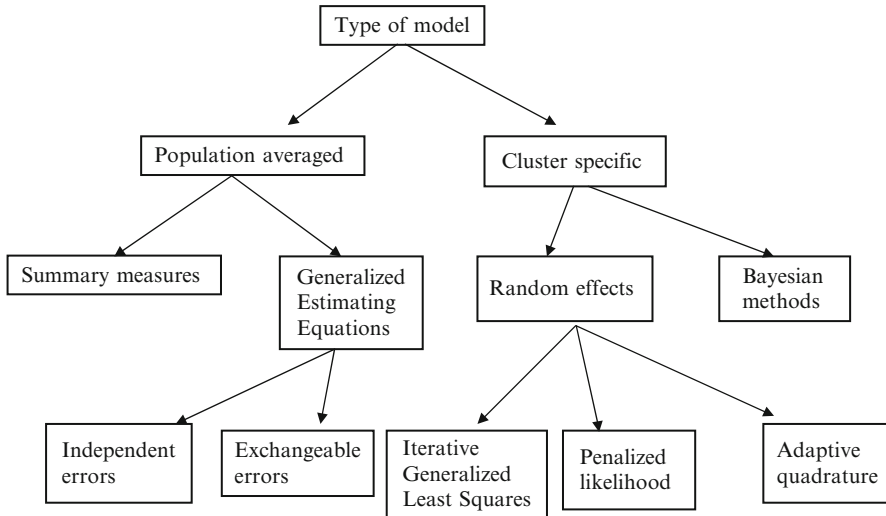 Type of model
Population averaged
Cluster specific
Summary measures
Generalized
Estimating
Equations
Random effects
Bayesian
methods
Independent
errors
Exchangeable
errors
Iterative
Generalized
Least Squares
Penalized
likelihood
Adaptive
quadrature